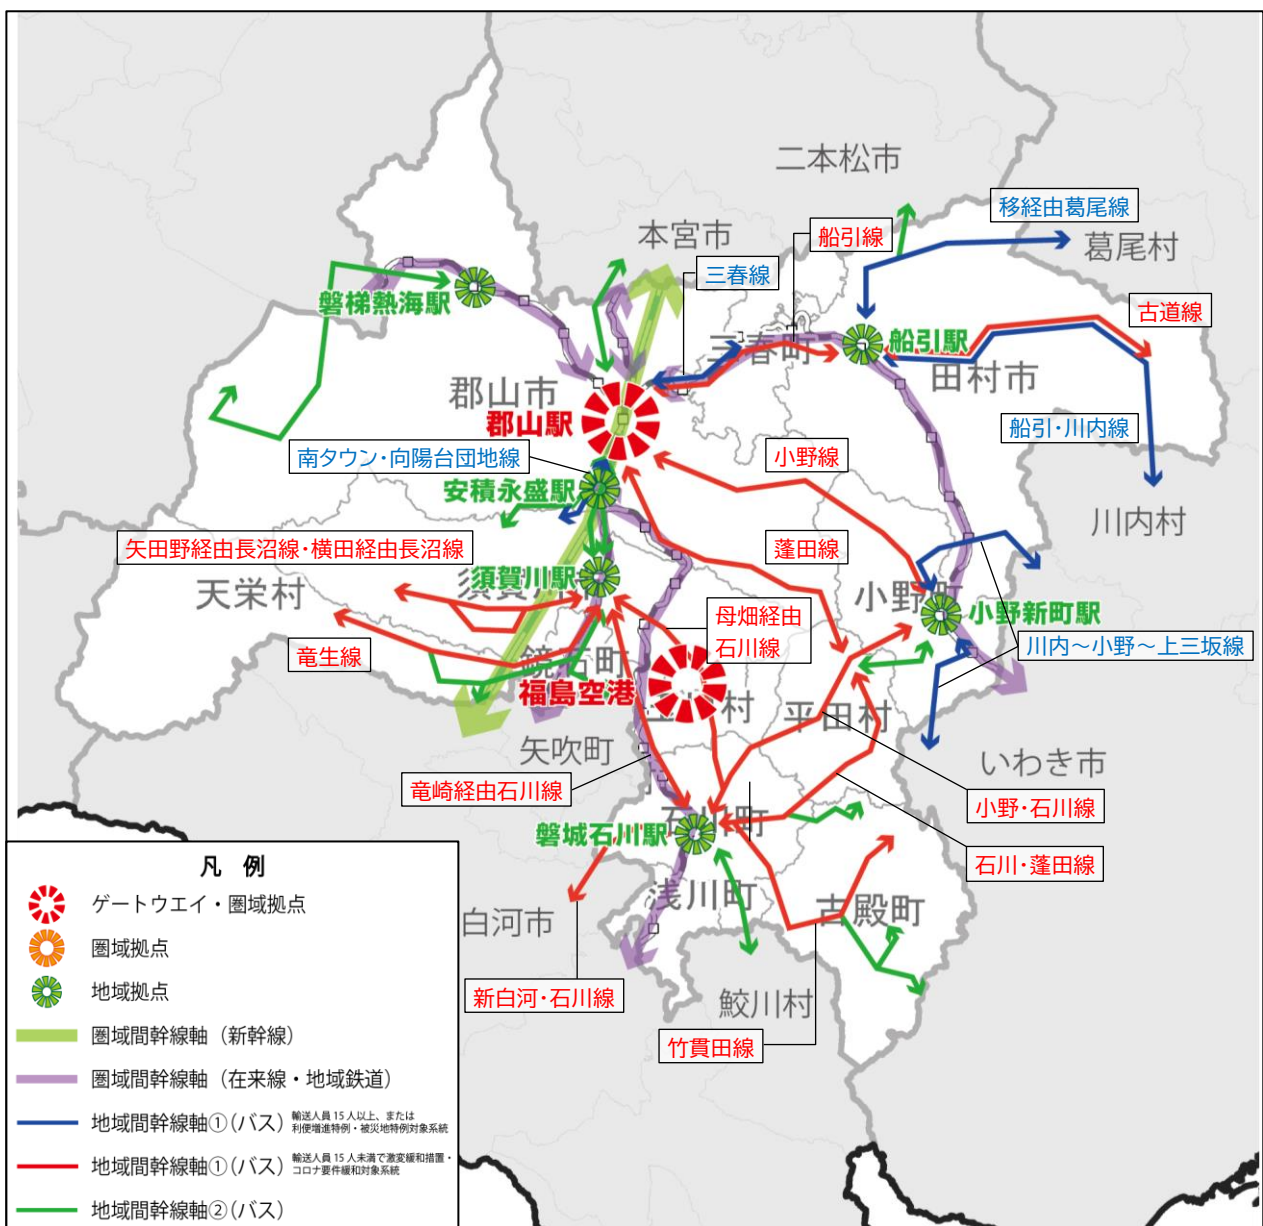 二本松市
移経由葛尾線
船引線
本宮市
葛尾村
三春線
磐梯熱海駅
古道線
三春町
船引駅
田村市
郡山市
郡山駅
船引・川内線
小野線
南タウン・向陽台団地線
安積永盛駅
川内村
矢田野経由長沼線・横田経由長沼線
蓬田線
須賀川駅
天栄村
小野町
小野新町駅
母畑経由
石川線
川内～小野～上三坂線
竜生線
鏡石町
福島空港
平田村
矢吹町
いわき市
竜崎経由石川線
小野・石川線
石川町
磐城石川駅
石川・蓬田線
浅川町
古殿町
白河市
新白河・石川線
鮫川村
竹貫田線
凡 例
ゲートウエイ・圏域拠点
圏域拠点
地域拠点
圏域間幹線軸（新幹線）
圏域間幹線軸（在来線・地域鉄道）
地域間幹線軸①（バス） 輸送人員15人以上、または
利便増進特例・被災地特例対象系統
地域間幹線軸①（バス） 輸送人員15人未満で激変緩和措置・
コロナ要件緩和対象系統
地域間幹線軸②（バス）